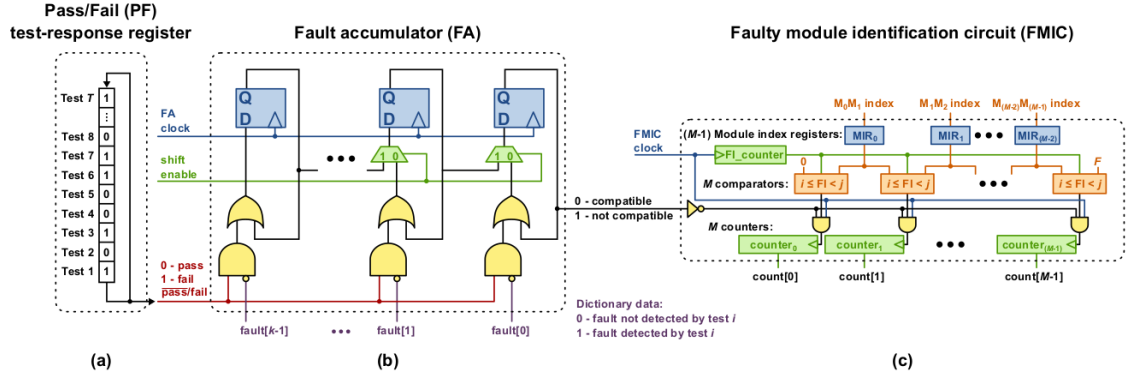 Pass/Fail (PF)
test-response register
Test T 1
⋮
Test 8 0
Test 7 1
Test 6 1
Test 5 0
Test 4 0
Test 3 1
Test 2 0
Test 1 1
(a)
Fault accumulator (FA)
Q Q Q
D D D
FA
clock
shift
enable
1 0 1 0
0 - pass
1 - fail
pass/fail
fault[k-1] fault[1] fault[0]
(b)
0 - compatible
1 - not compatible
Dictionary data:
0 - fault not detected by test i
1 - fault detected by test i
Faulty module identification circuit (FMIC)
M0M1 index M1M2 index M(M-2)M(M-1) index
FMIC
clock
(M-1) Module index registers: MIR0 MIR1 MIR(M-2)
FI_counter
0 F
M comparators: i ≤ FI < j i ≤ FI < j i ≤ FI < j
M counters:
counter0 counter1 counter(M-1)
count[0] count[1] count[M-1]
(c)